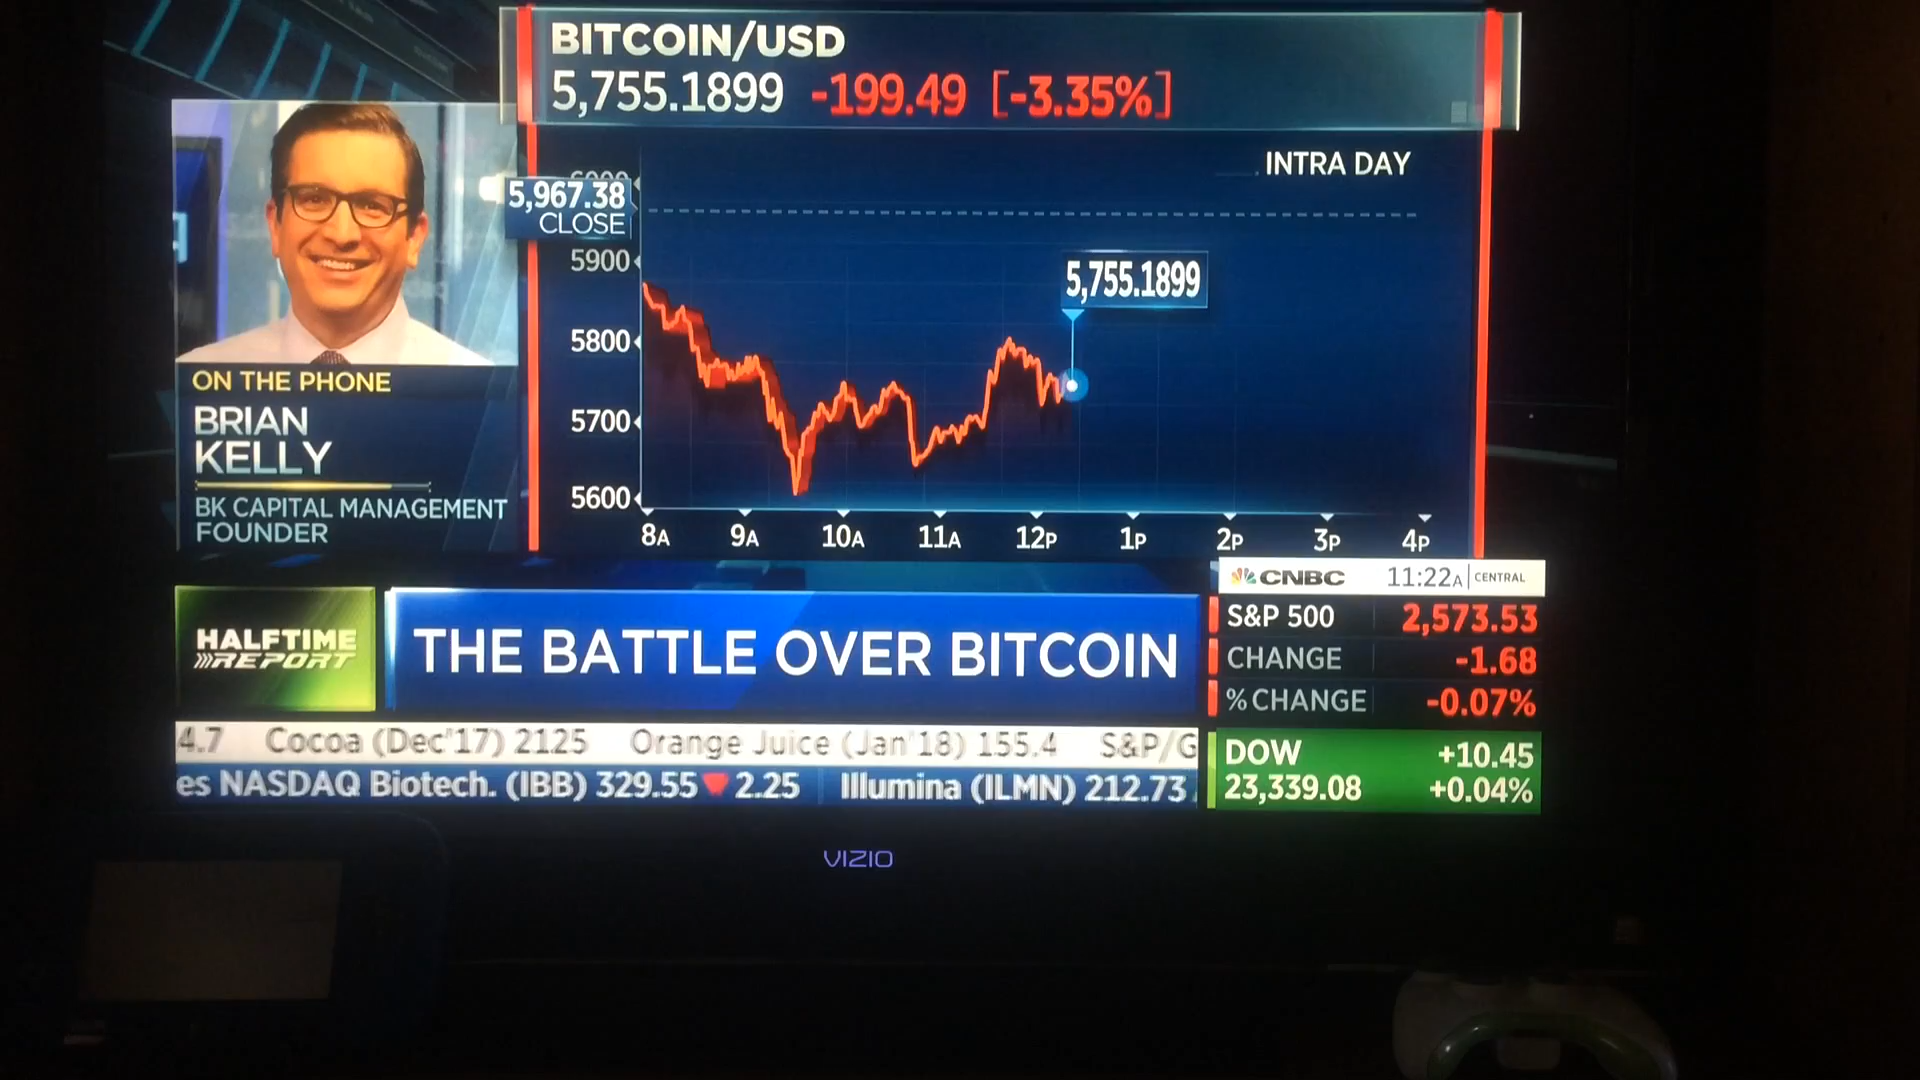 BITCOIN/USD
5,755.1899 -199.49 [-3.35%]
INTRA DAY
6000
5,967.38
CLOSE
5900
5,755.1899
5800
5700
5600
8A 9A 10A 11A 12P 1P 2P 3P 4P
ON THE PHONE
BRIAN
KELLY
BK CAPITAL MANAGEMENT
FOUNDER
CNBC 11:22A CENTRAL
HALFTIME
REPORT
THE BATTLE OVER BITCOIN
S&P 500 2,573.53
CHANGE -1.68
% CHANGE -0.07%
DOW +10.45
23,339.08 +0.04%
4.7 Cocoa (Dec'17) 2125 Orange Juice (Jan'18) 155.4 S&P/G
es NASDAQ Biotech. (IBB) 329.55 ▼ 2.25 Illumina (ILMN) 212.73
VIZIO